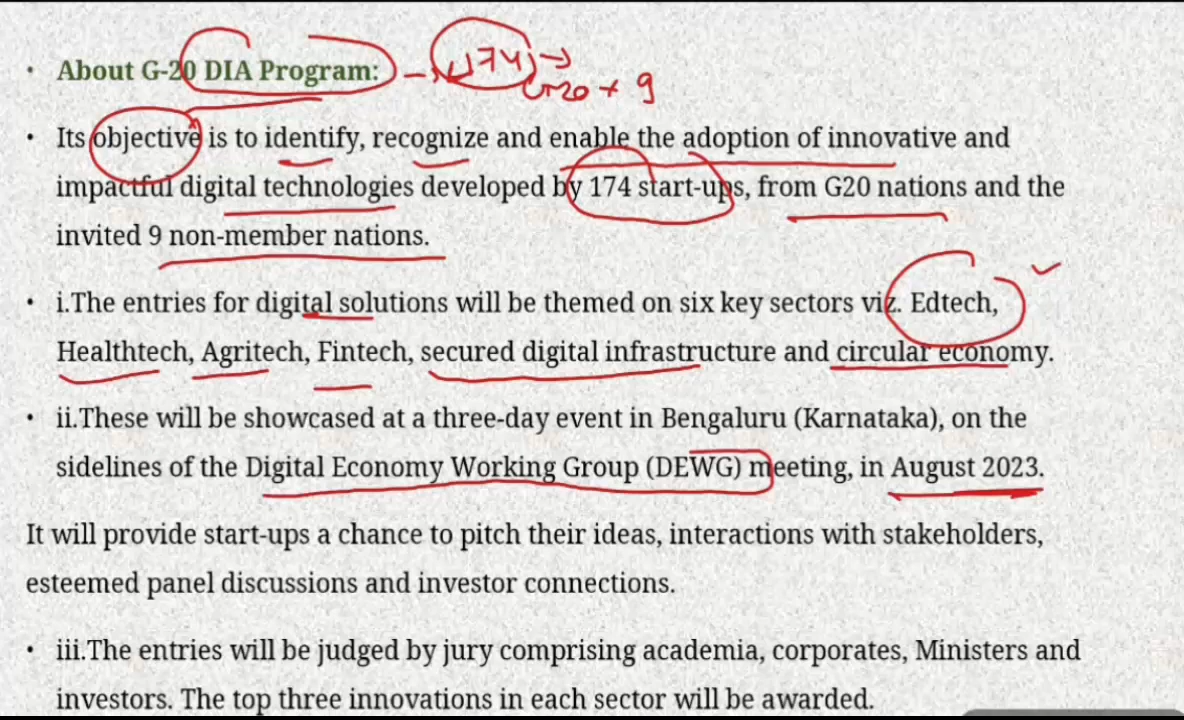 • About G-20 DIA Program: → 174 →
G20 + 9
• Its objective is to identify, recognize and enable the adoption of innovative and
impactful digital technologies developed by 174 start-ups, from G20 nations and the
invited 9 non-member nations.
• i.The entries for digital solutions will be themed on six key sectors viz. Edtech,
Healthtech, Agritech, Fintech, secured digital infrastructure and circular economy.
• ii.These will be showcased at a three-day event in Bengaluru (Karnataka), on the
sidelines of the Digital Economy Working Group (DEWG) meeting, in August 2023.
It will provide start-ups a chance to pitch their ideas, interactions with stakeholders,
esteemed panel discussions and investor connections.
• iii.The entries will be judged by jury comprising academia, corporates, Ministers and
investors. The top three innovations in each sector will be awarded.